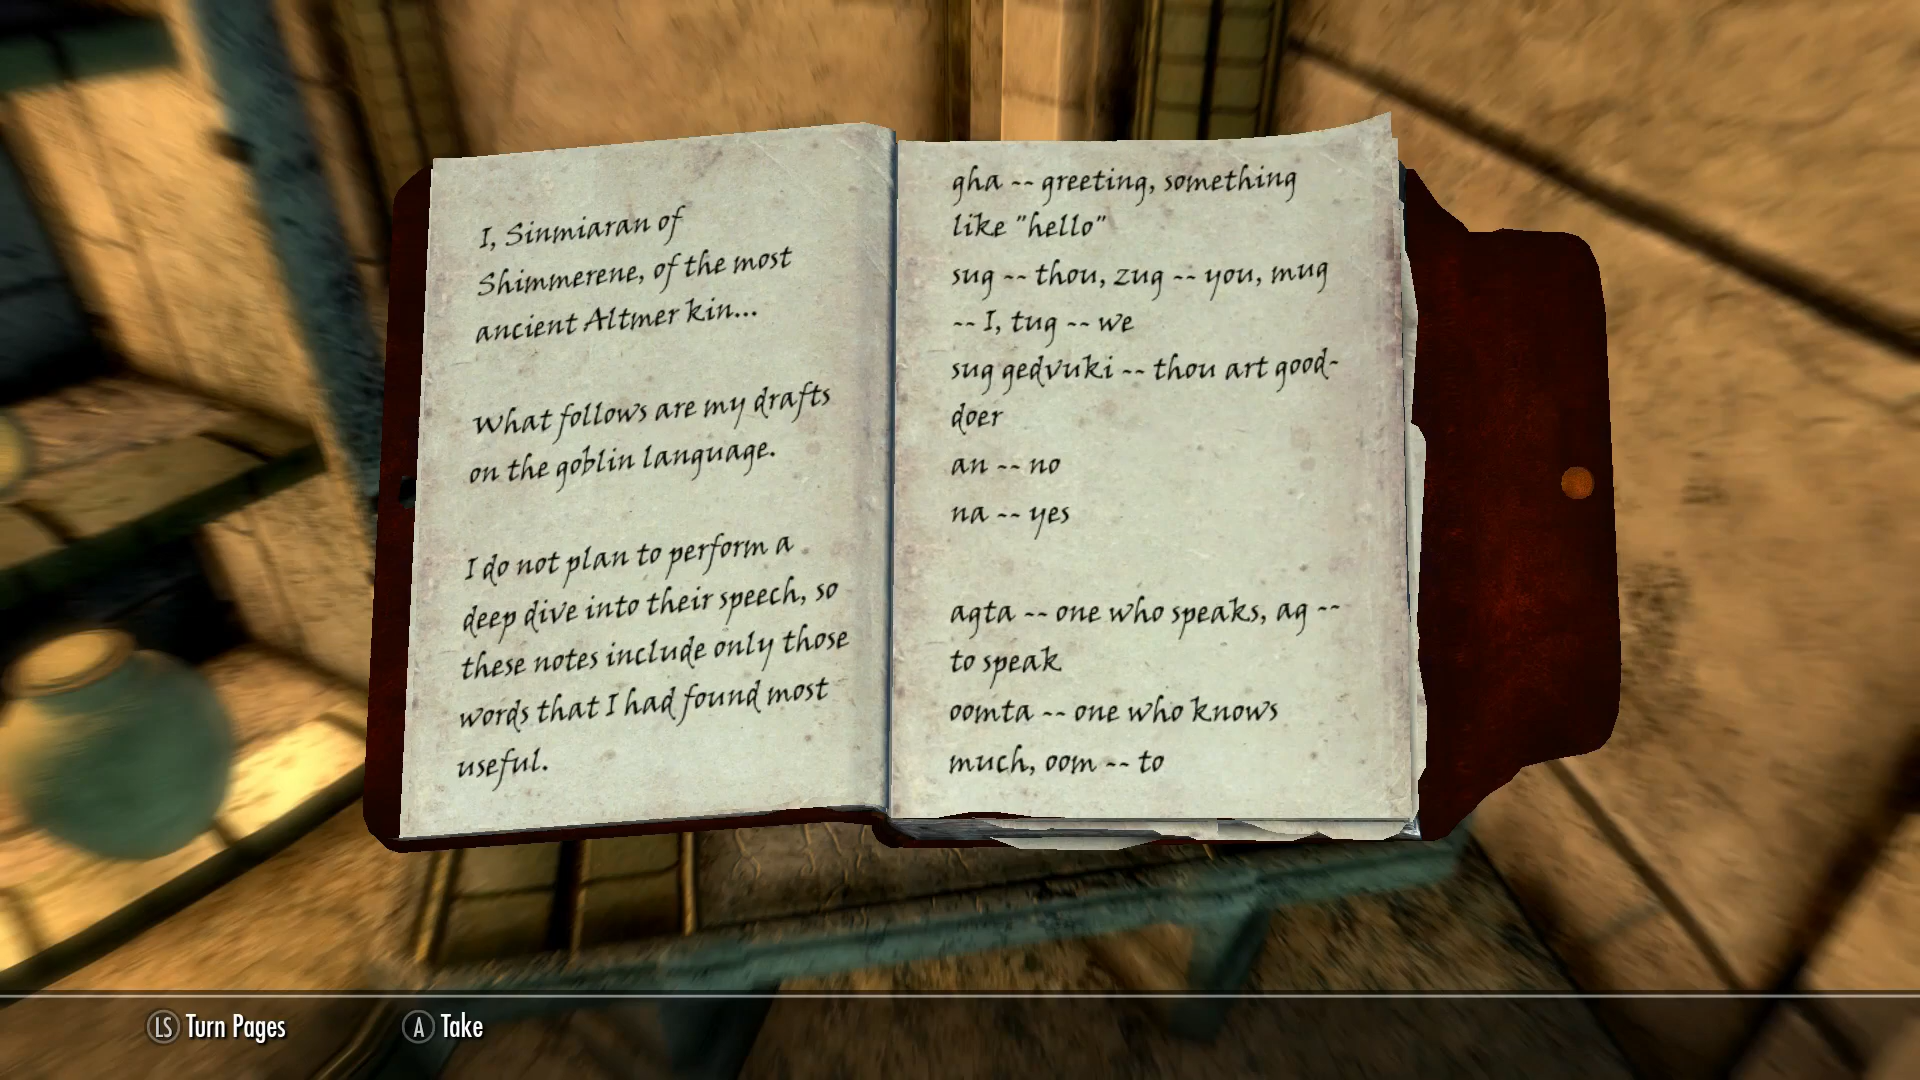 I, Sinmiaran of
Shimmerene, of the most
ancient Altmer kin...
What follows are my drafts
on the goblin language.
I do not plan to perform a
deep dive into their speech, so
these notes include only those
words that I had found most
useful.
gha -- greeting, something
like "hello"
sug -- thou, zug -- you, mug
-- I, tug -- we
sug gedvuki -- thou art good-
doer
an -- no
na -- yes
agta -- one who speaks, ag --
to speak
oomta -- one who knows
much, oom -- to
LS Turn Pages
A Take